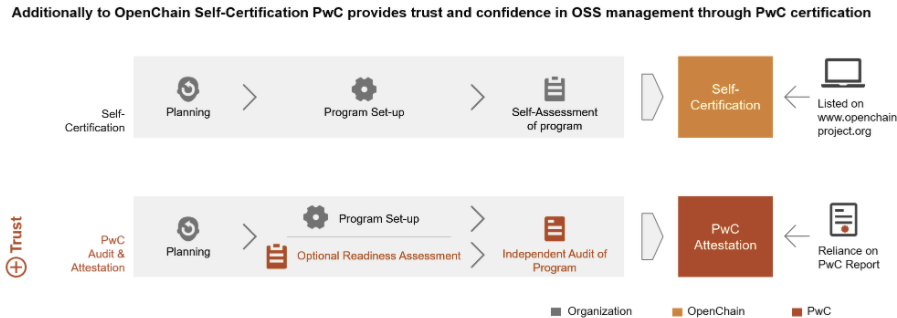 Additionally to OpenChain Self-Certification PwC provides trust and confidence in OSS management through PwC certification
Self-
Certification
Planning
Program Set-up
Self-Assessment
of program
Self-
Certification
Listed on
www.openchain
project.org
Trust
PwC
Audit &
Attestation
Planning
Program Set-up
Optional Readiness Assessment
Independent Audit of
Program
PwC
Attestation
Reliance on
PwC Report
Organization
OpenChain
PwC